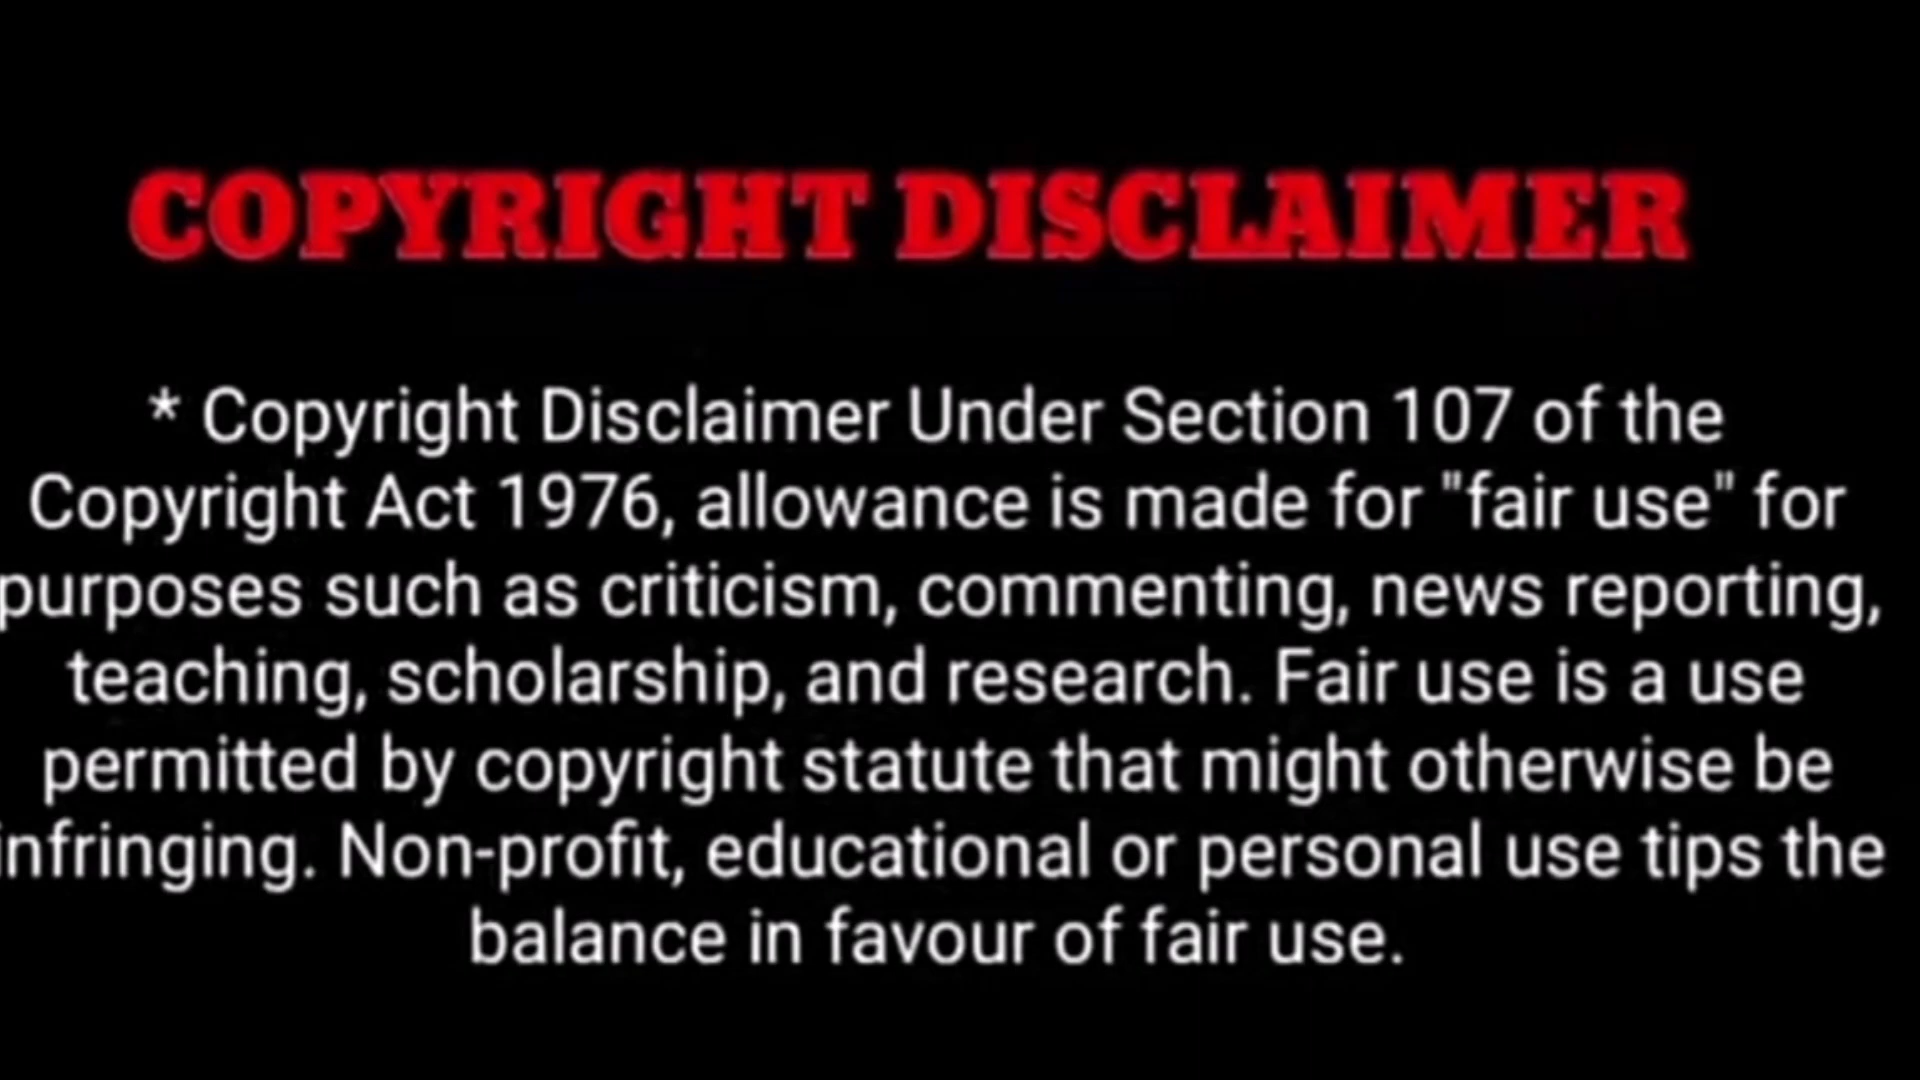 COPYRIGHT DISCLAIMER
* Copyright Disclaimer Under Section 107 of the
Copyright Act 1976, allowance is made for "fair use" for
purposes such as criticism, commenting, news reporting,
teaching, scholarship, and research. Fair use is a use
permitted by copyright statute that might otherwise be
infringing. Non-profit, educational or personal use tips the
balance in favour of fair use.